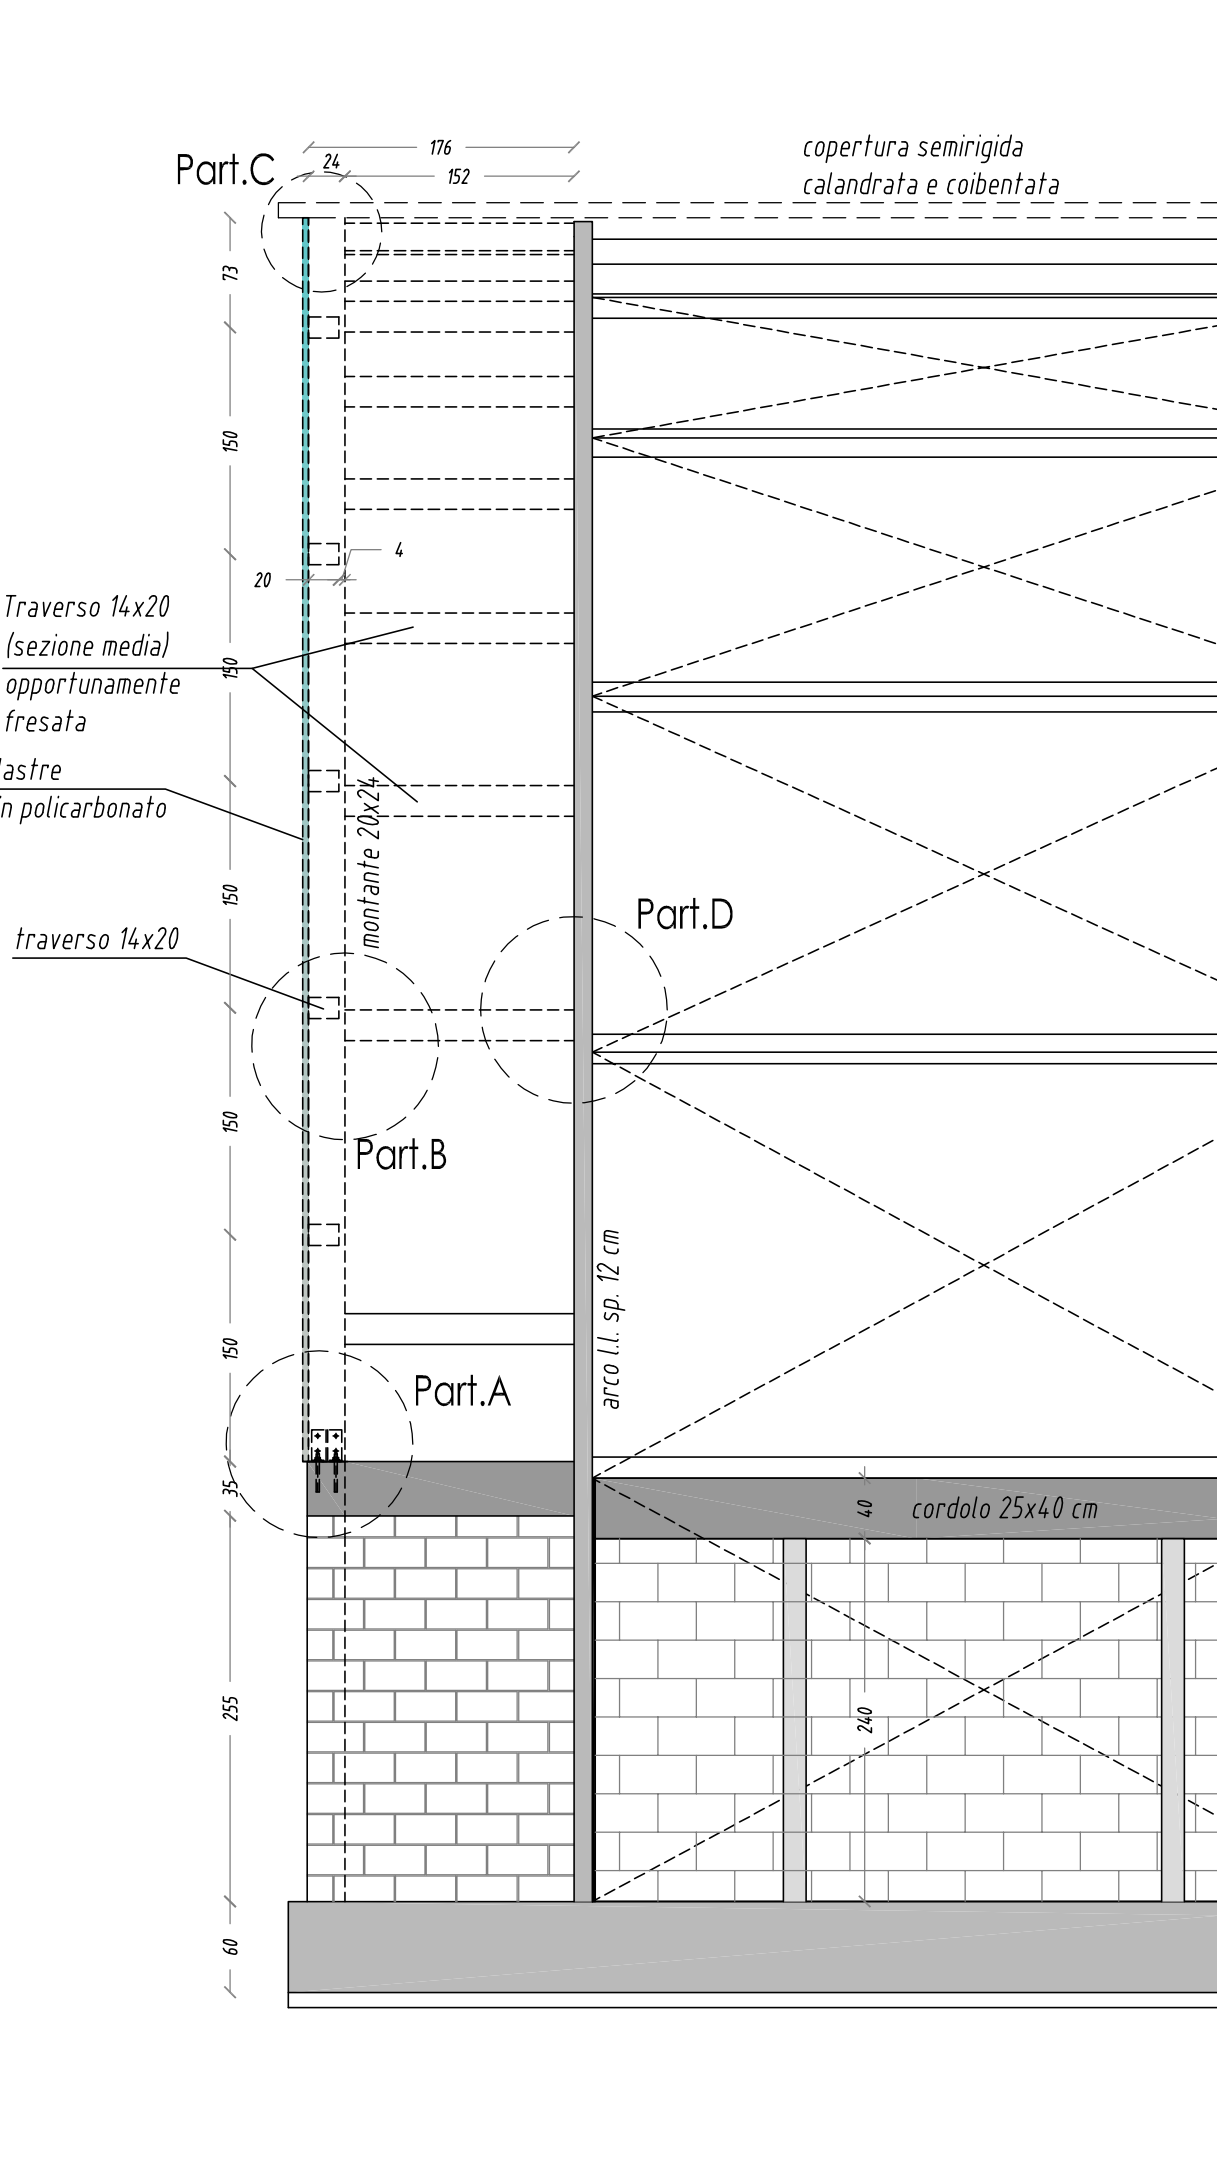 176
24
152
Part.C
copertura semirigida
calandrata e coibentata
73
150
4
20
Traverso 14x20
(sezione media)
opportunamente
fresata
150
lastre
in policarbonato
montante 20x24
150
traverso 14x20
Part.D
150
Part.B
arco l.l. sp. 12 cm
150
Part.A
35
40
cordolo 25x40 cm
255
240
60